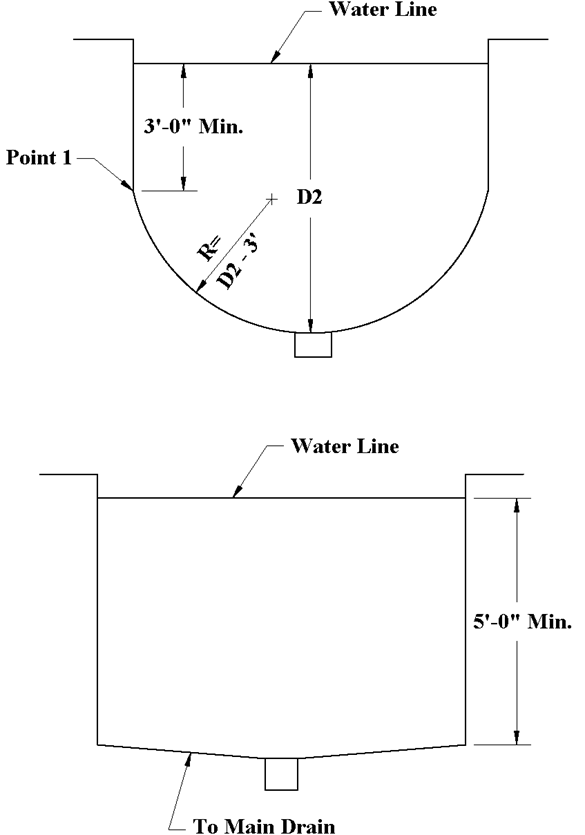 Water Line
3'-0" Min.
Point 1
D2
R=
D2 - 3'
Water Line
5'-0" Min.
To Main Drain